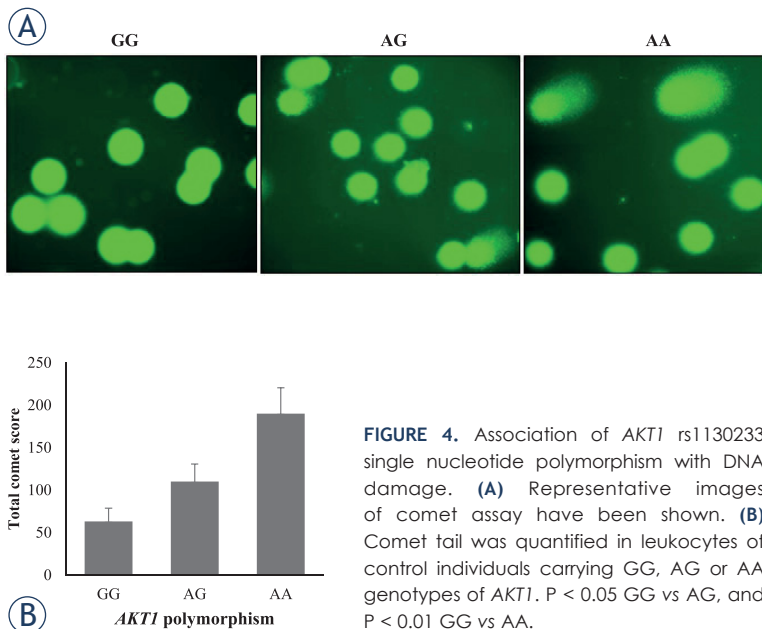 A
GG AG AA
250
200
150
100
50
0
Total comet score
GG AG AA
AKT1 polymorphism
B
FIGURE 4. Association of AKT1 rs1130233
single nucleotide polymorphism with DNA
damage. (A) Representative images
of comet assay have been shown. (B)
Comet tail was quantified in leukocytes of
control individuals carrying GG, AG or AA
genotypes of AKT1. P < 0.05 GG vs AG, and
P < 0.01 GG vs AA.